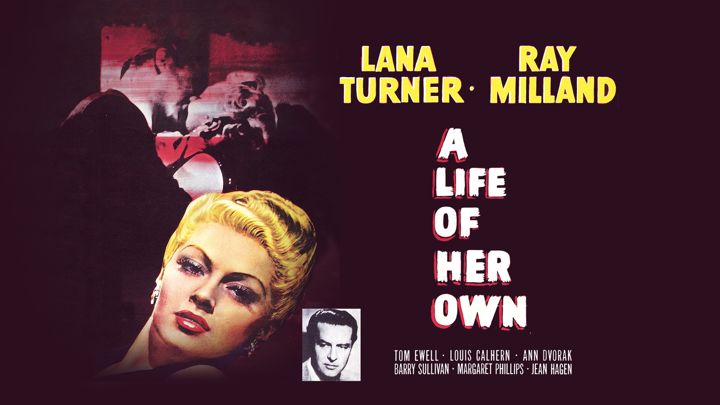 LANA TURNER · RAY MILLAND
A
LIFE
OF
HER
OWN
TOM EWELL · LOUIS CALHERN · ANN DVORAK
BARRY SULLIVAN · MARGARET PHILLIPS · JEAN HAGEN